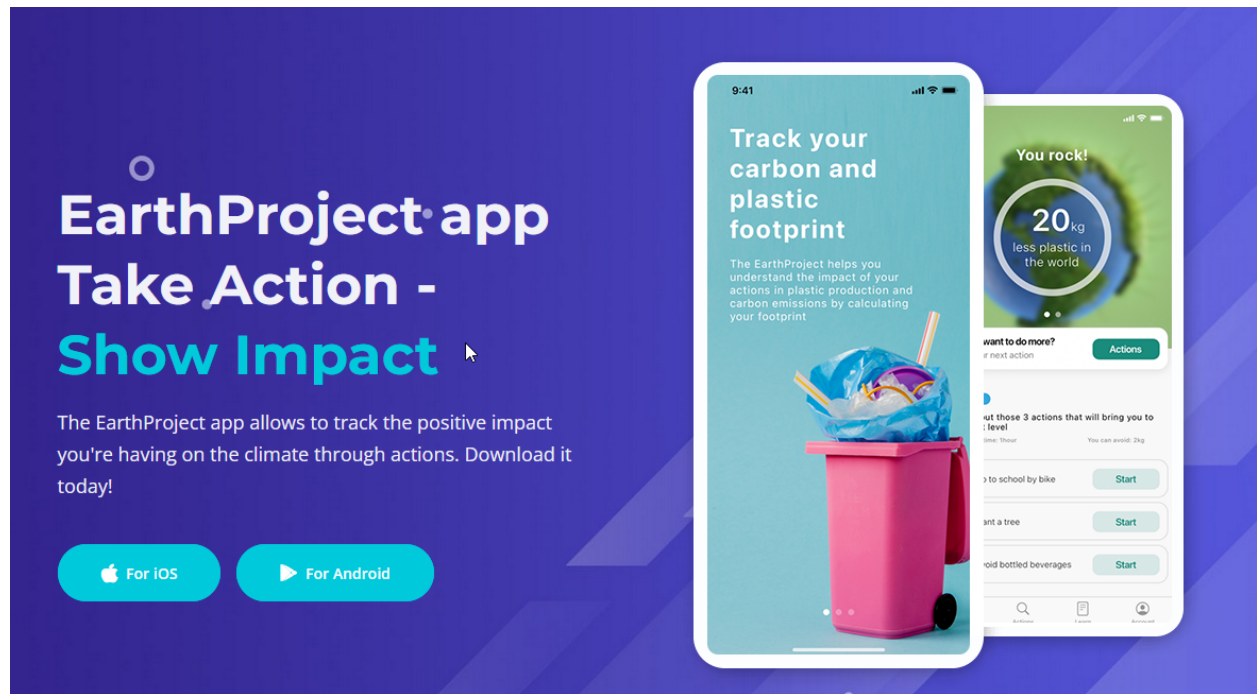 EarthProject app
Take Action -
Show Impact
The EarthProject app allows to track the positive impact
you're having on the climate through actions. Download it
today!
For iOS
For Android
9:41
Track your
carbon and
plastic
footprint
The EarthProject helps you
understand the impact of your
actions in plastic production and
carbon emissions by calculating
your footprint
You rock!
20kg
less plastic in
the world
want to do more?
next action
Actions
those 3 actions that will bring you to
level
1hour
You can avoid: 2kg
to school by bike
Start
a tree
Start
bottled beverages
Start